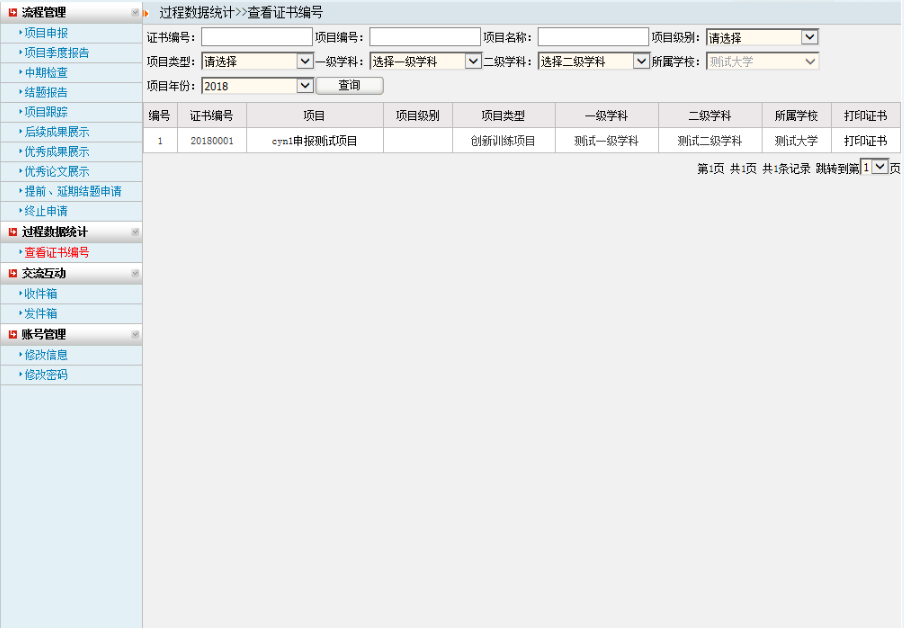 流程管理
项目申报
项目季度报告
中期检查
结题报告
项目跟踪
后续成果展示
优秀成果展示
优秀论文展示
提前、延期结题申请
终止申请
过程数据统计
查看证书编号
交流互动
收件箱
发件箱
账号管理
修改信息
修改密码
过程数据统计>>查看证书编号
证书编号： 项目编号： 项目名称： 项目级别： 请选择
项目类型： 请选择 一级学科： 选择一级学科 二级学科： 选择二级学科 所属学校： 测试大学
项目年份： 2018 查询
编号 证书编号 项目 项目级别 项目类型 一级学科 二级学科 所属学校 打印证书
1 20180001 cyn1申报测试项目 创新训练项目 测试一级学科 测试二级学科 测试大学 打印证书
第1页 共1页 共1条记录 跳转到第 1 页